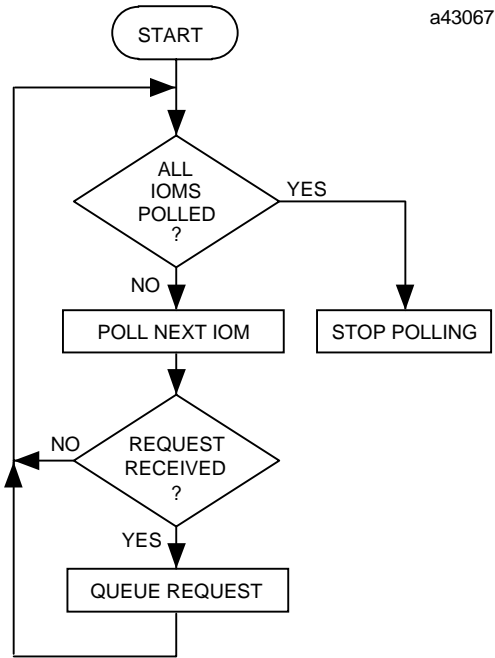 a43067
START
ALL
IOMS
POLLED
?
YES
NO
POLL NEXT IOM
STOP POLLING
NO
REQUEST
RECEIVED
?
YES
QUEUE REQUEST